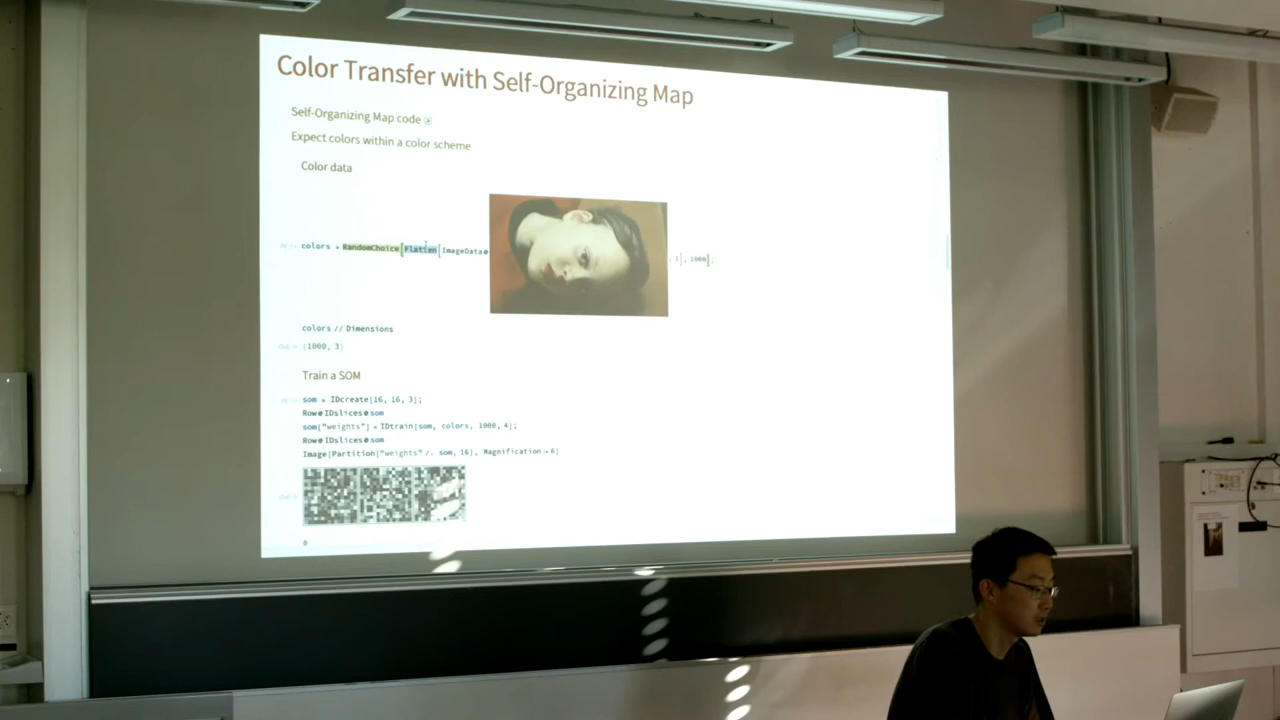 Color Transfer with Self-Organizing Map
Self-Organizing Map code
Expect colors within a color scheme
Color data
colors = RandomChoice[Flatten[ImageData@ , 1], 1000];
colors // Dimensions
{1000, 3}
Train a SOM
som = IDcreate[16, 16, 3];
Row@IDslices@som
som["weights"] = IDtrain[som, colors, 1000, 4];
Row@IDslices@som
Image[Partition["weights" /. som, 16], Magnification→6]
0